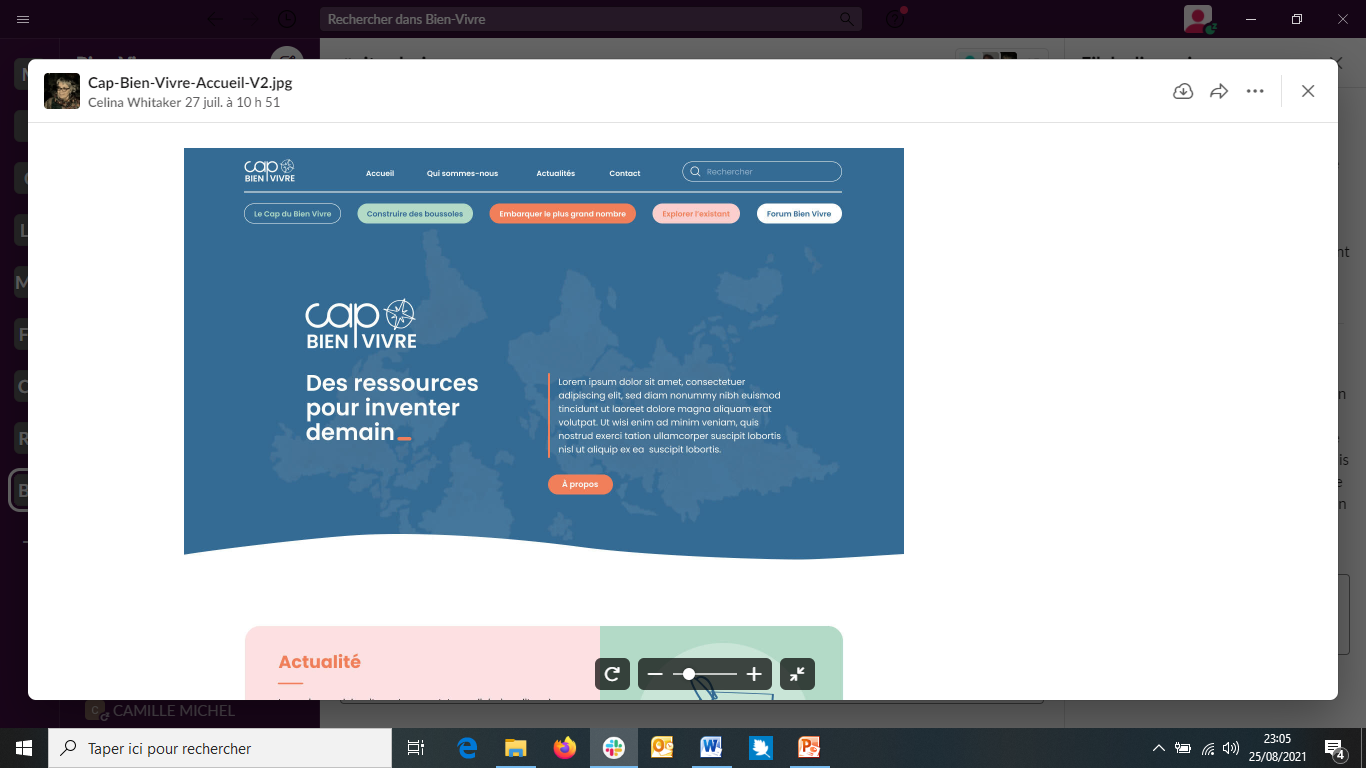 Rechercher dans Bien-Vivre
Cap-Bien-Vivre-Accueil-V2.jpg
Celina Whitaker 27 juil. à 10 h 51
cap
BIEN VIVRE
Accueil
Qui sommes-nous
Actualités
Contact
Rechercher
Le Cap du Bien Vivre
Construire des boussoles
Embarquer le plus grand nombre
Explorer l'existant
Forum Bien Vivre
cap
BIEN VIVRE
Des ressources
pour inventer
demain
Lorem ipsum dolor sit amet, consectetuer
adipiscing elit, sed diam nonummy nibh euismod
tincidunt ut laoreet dolore magna aliquam erat
volutpat. Ut wisi enim ad minim veniam, quis
nostrud exerci tation ullamcorper suscipit lobortis
nisl ut aliquip ex ea  suscipit lobortis.
À propos
Actualité
C
CAMILLE MICHEL
Taper ici pour rechercher
23:05
25/08/2021
4